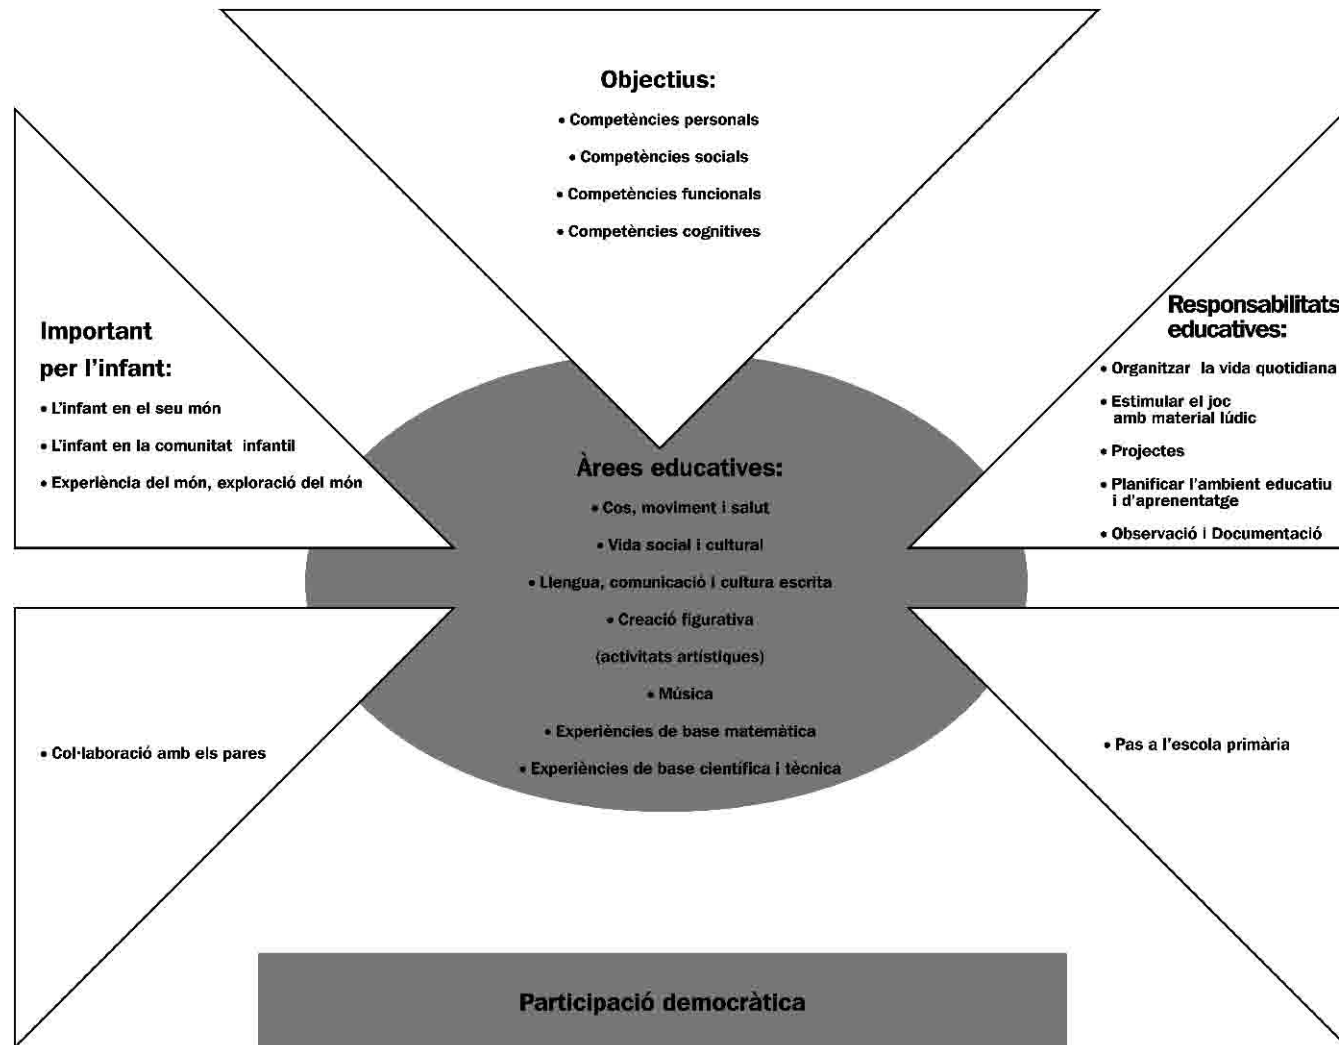 Objectius:
• Competències personals
• Competències socials
• Competències funcionals
• Competències cognitives
Important
per l'infant:
• L'infant en el seu món
• L'infant en la comunitat infantil
• Experiència del món, exploració del món
Responsabilitats
educatives:
• Organitzar la vida quotidiana
• Estimular el joc
amb material lúdic
• Projectes
• Planificar l'ambient educatiu
i d'aprenentatge
• Observació i Documentació
Àrees educatives:
• Cos, moviment i salut
• Vida social i cultural
• Llengua, comunicació i cultura escrita
• Creació figurativa
(activitats artístiques)
• Música
• Experiències de base matemàtica
• Experiències de base científica i tècnica
• Col·laboració amb els pares
• Pas a l'escola primària
Participació democràtica